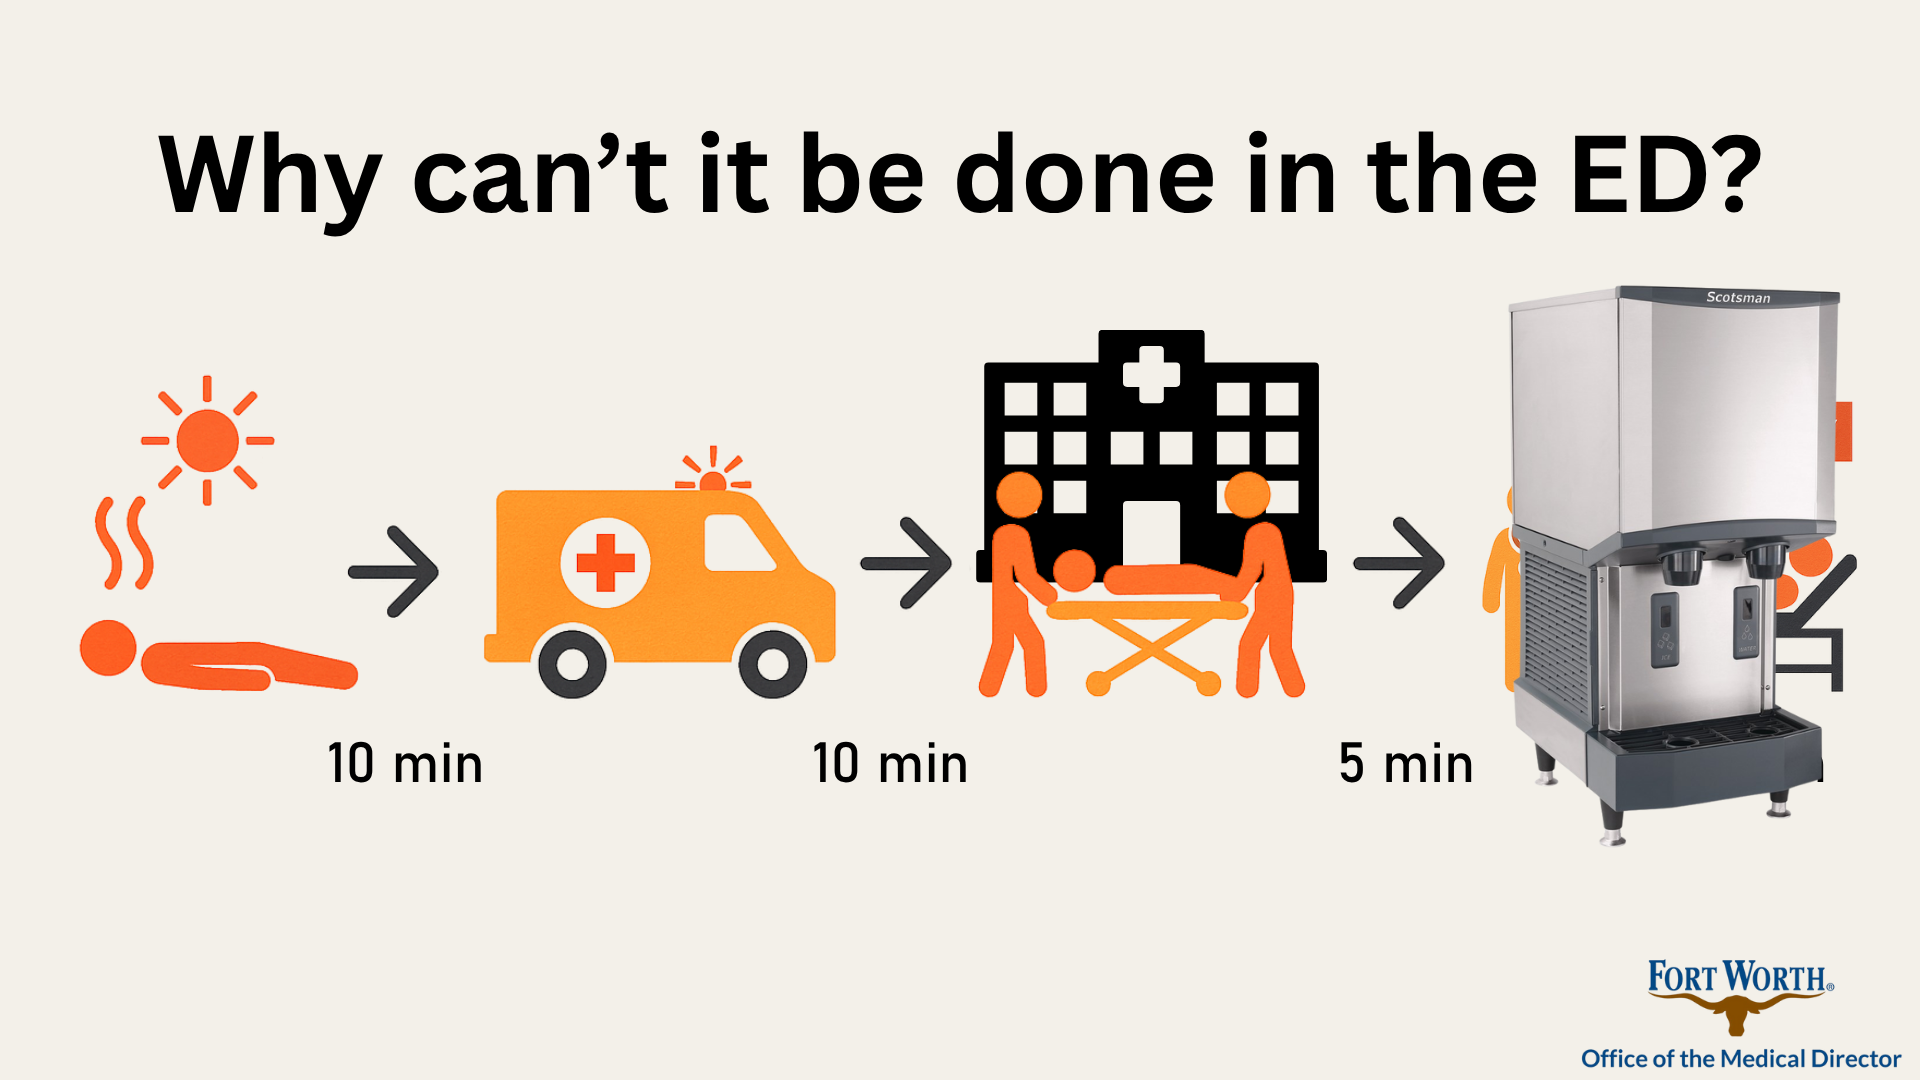 Why can't it be done in the ED?
Scotsman
10 min
10 min
5 min
FORT WORTH®
Office of the Medical Director